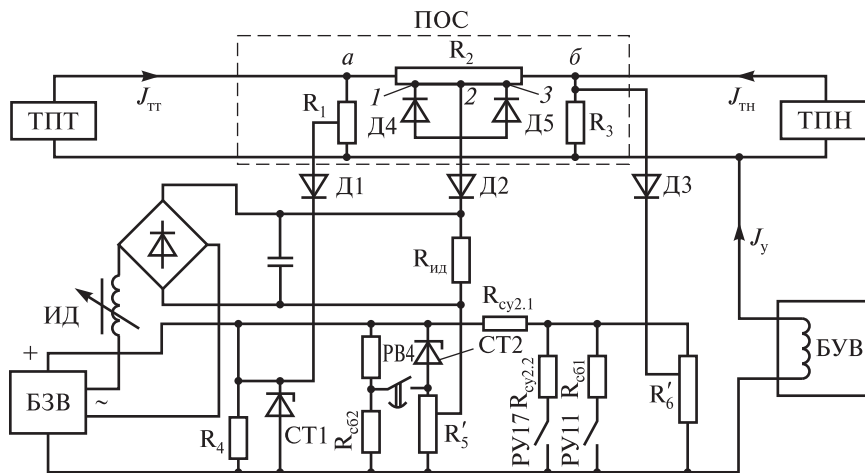 ПОС
а R₂ б
Jтт 1 2 3 Jтн
ТПТ R₁ Д4 Д5 R₃ ТПН
Д1 Д2 Д3
Rид Jу
ИД Rсу2.1
+ РВ4 СТ2 БУВ
БЗВ ~ R₄ СТ1 Rсб2 R′₅ РУ17 Rсу2.2 РУ11 Rсб1 R′₆